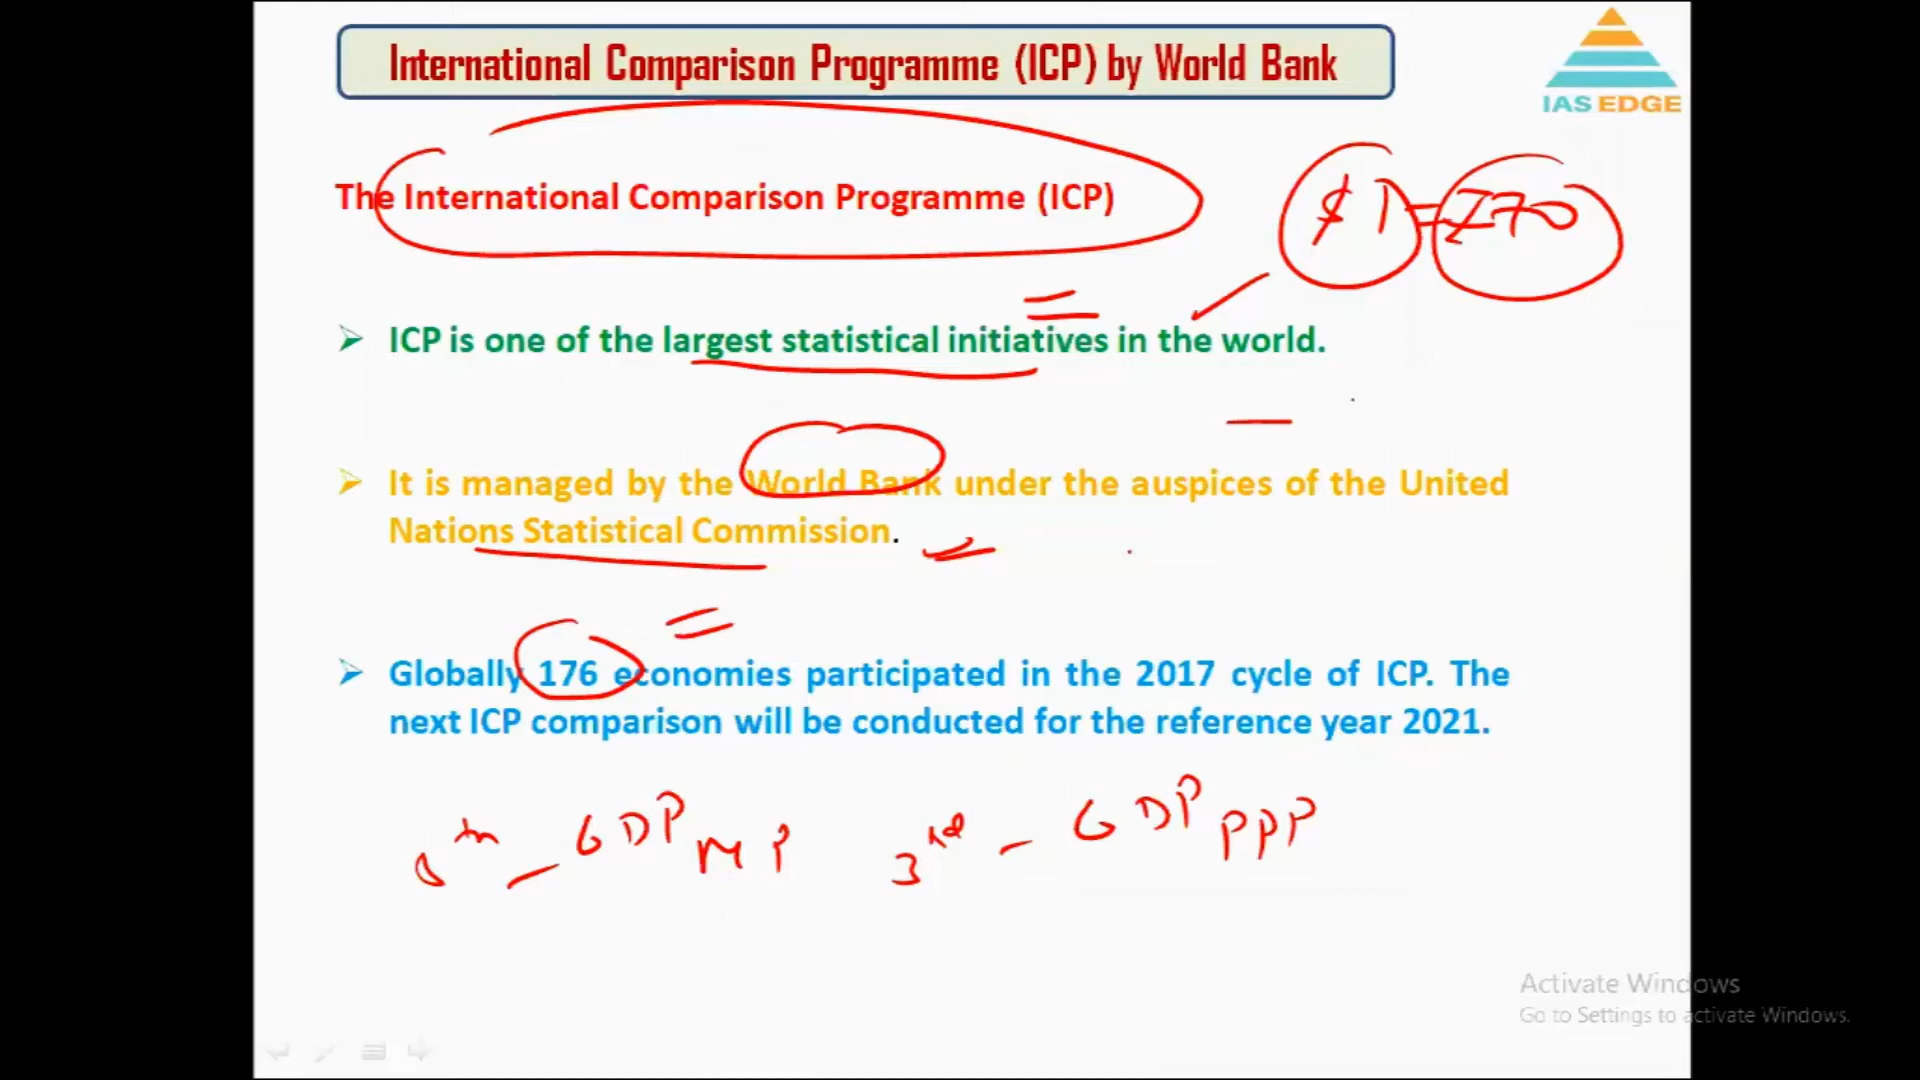 International Comparison Programme (ICP) by World Bank
IAS EDGE
The International Comparison Programme (ICP)
$1 = ₹70
ICP is one of the largest statistical initiatives in the world.
It is managed by the World Bank under the auspices of the United
Nations Statistical Commission.
Globally 176 economies participated in the 2017 cycle of ICP. The
next ICP comparison will be conducted for the reference year 2021.
GDP MP 3rd - GDP PPP
Activate Windows
Go to Settings to activate Windows.